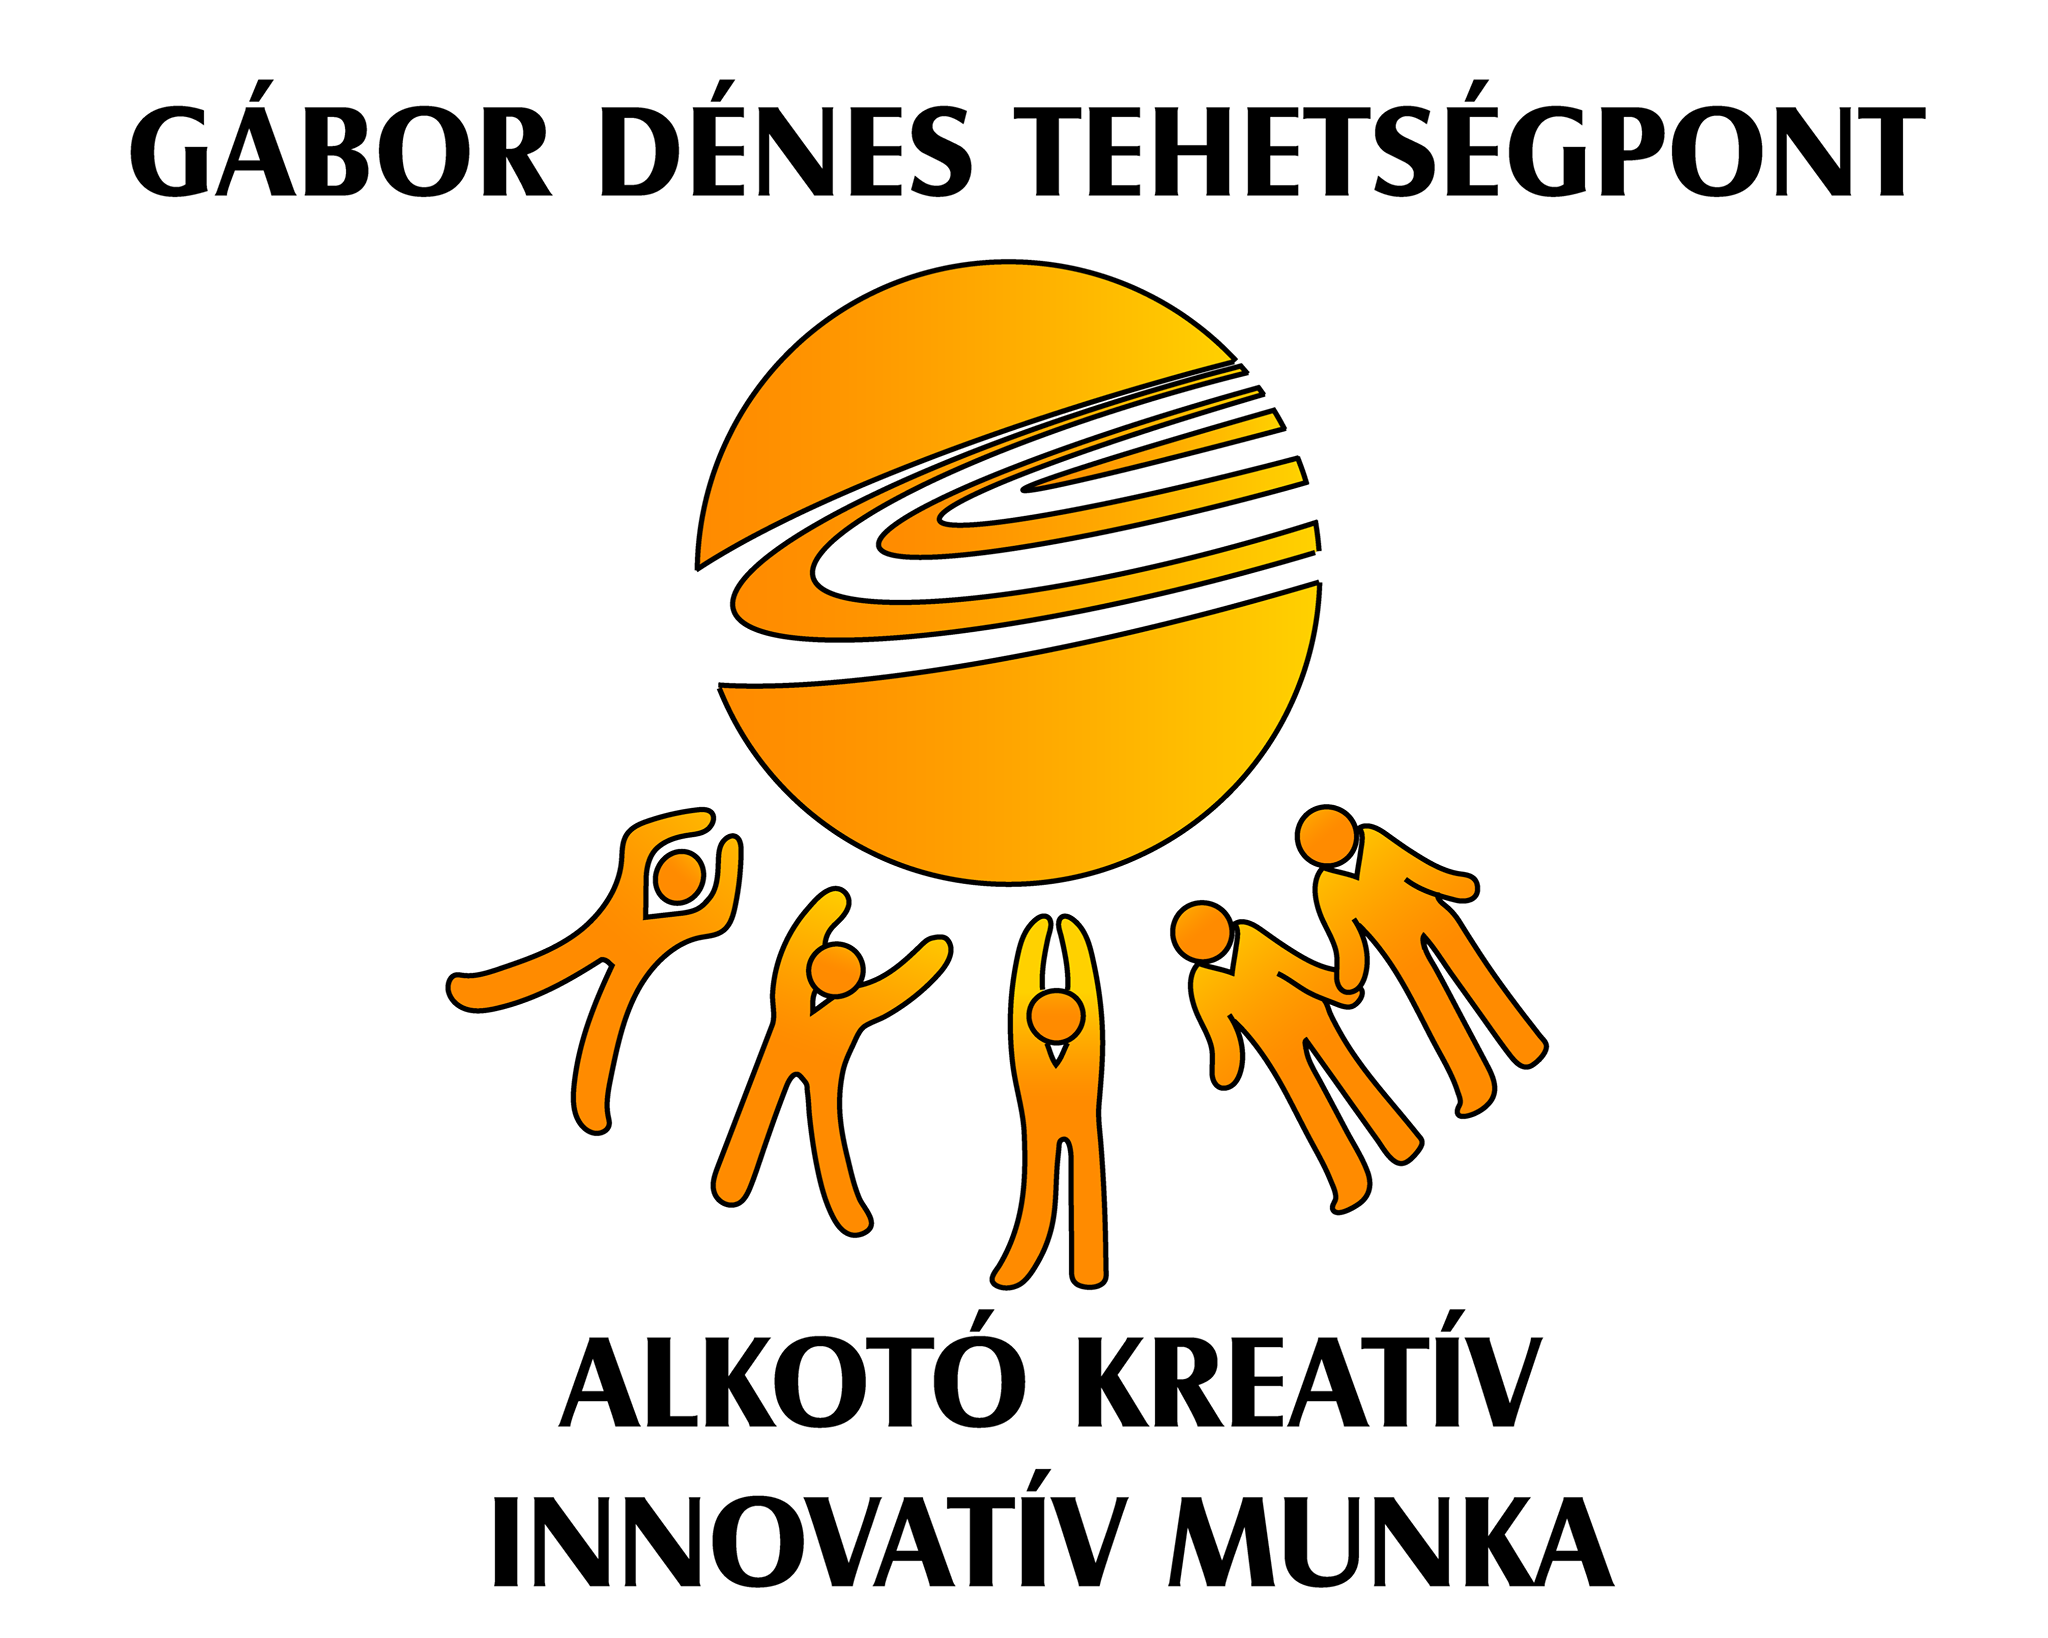 GÁBOR DÉNES TEHETSÉGPONT
ALKOTÓ KREATÍV
INNOVATÍV MUNKA